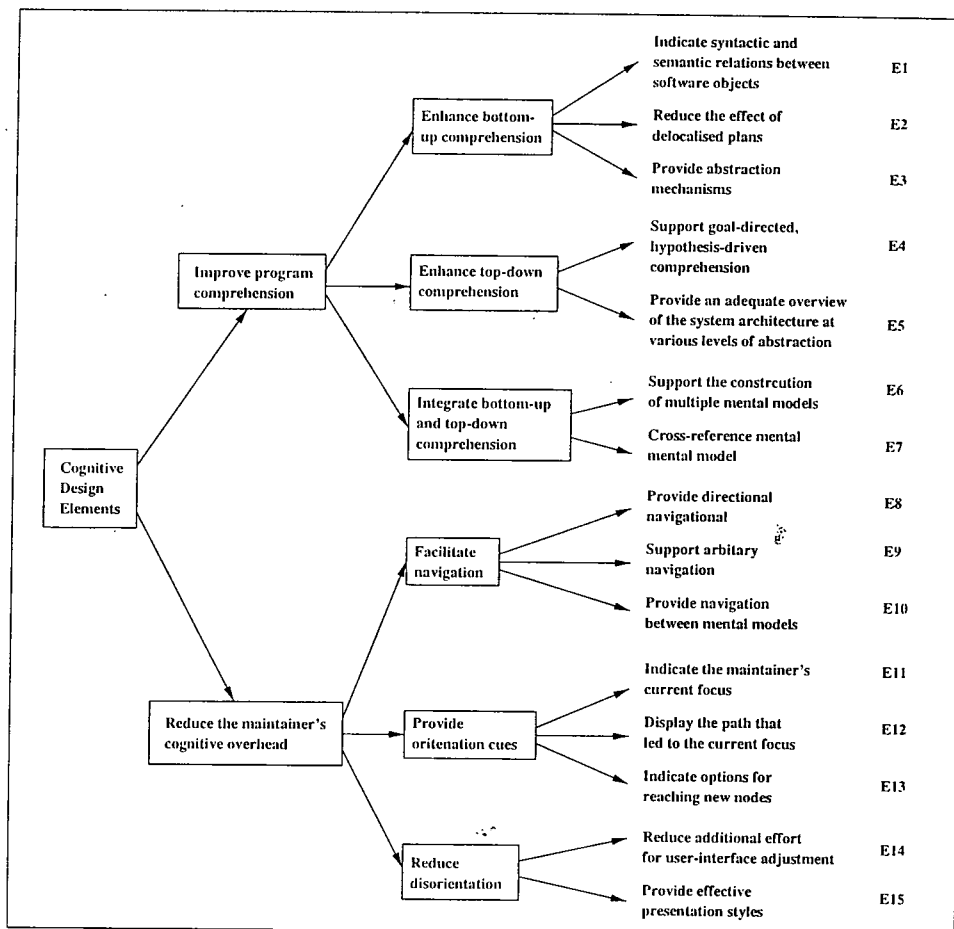 Indicate syntactic and
semantic relations between
software objects
E1
Enhance bottom-
up comprehension
Reduce the effect of
delocalised plans
E2
Provide abstraction
mechanisms
E3
Improve program
comprehension
Enhance top-down
comprehension
Support goal-directed,
hypothesis-driven
comprehension
E4
Provide an adequate overview
of the system architecture at
various levels of abstraction
E5
Integrate bottom-up
and top-down
comprehension
Support the constrcution
of multiple mental models
E6
Cross-reference mental
mental model
E7
Cognitive
Design
Elements
Facilitate
navigation
Provide directional
navigational
E8
Support arbitary
navigation
E9
Provide navigation
between mental models
E10
Reduce the maintainer's
cognitive overhead
Provide
oritenation cues
Indicate the maintainer's
current focus
E11
Display the path that
led to the current focus
E12
Indicate options for
reaching new nodes
E13
Reduce
disorientation
Reduce additional effort
for user-interface adjustment
E14
Provide effective
presentation styles
E15